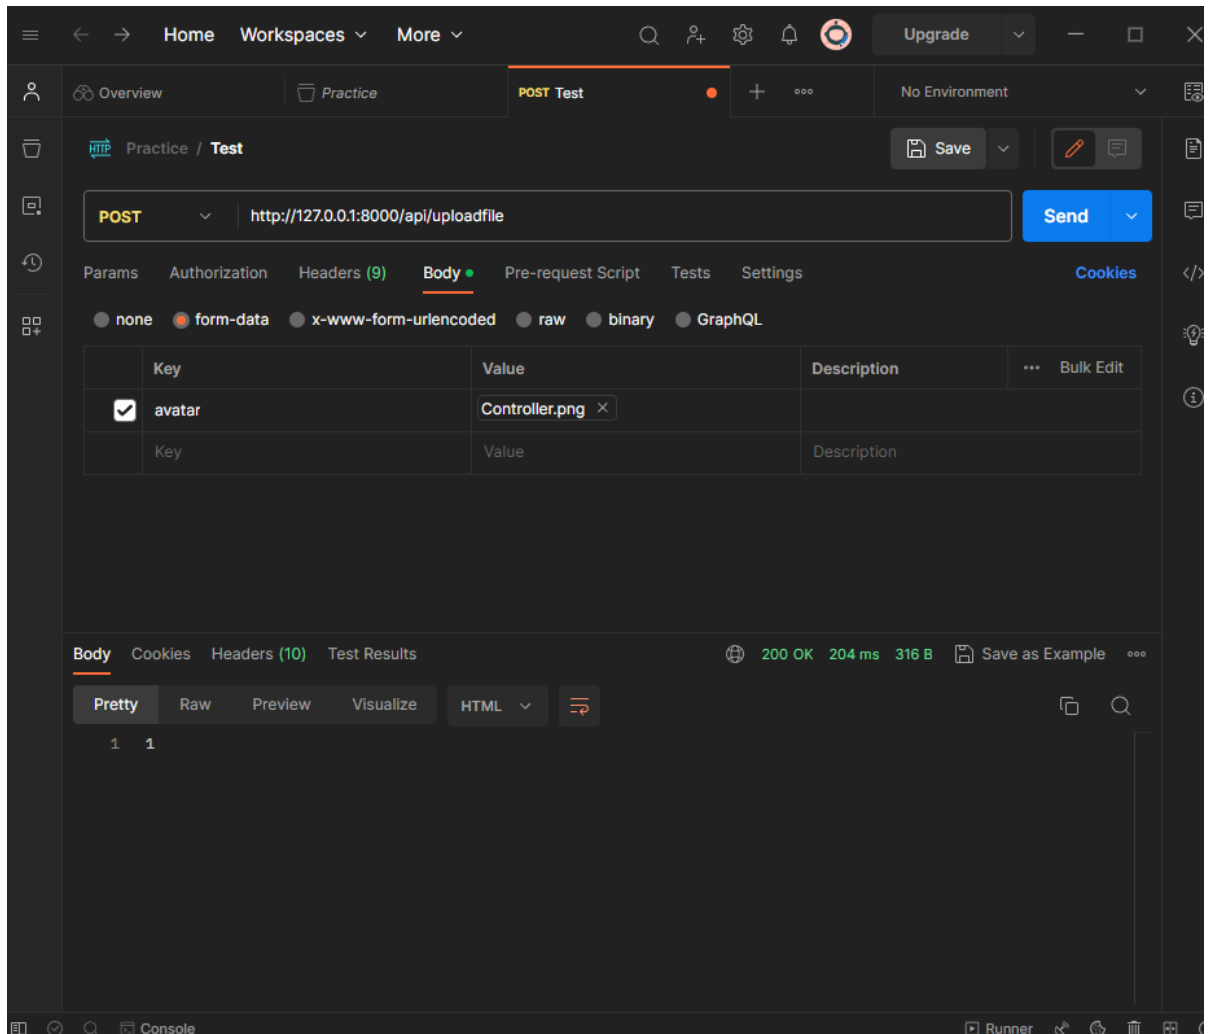 Home Workspaces More Upgrade
Overview Practice POST Test No Environment
HTTP Practice / Test Save
POST http://127.0.0.1:8000/api/uploadfile Send
Params Authorization Headers (9) Body Pre-request Script Tests Settings Cookies
none form-data x-www-form-urlencoded raw binary GraphQL
Key Value Description Bulk Edit
avatar Controller.png
Key Value Description
Body Cookies Headers (10) Test Results 200 OK 204 ms 316 B Save as Example
Pretty Raw Preview Visualize HTML
1 1
Console Runner